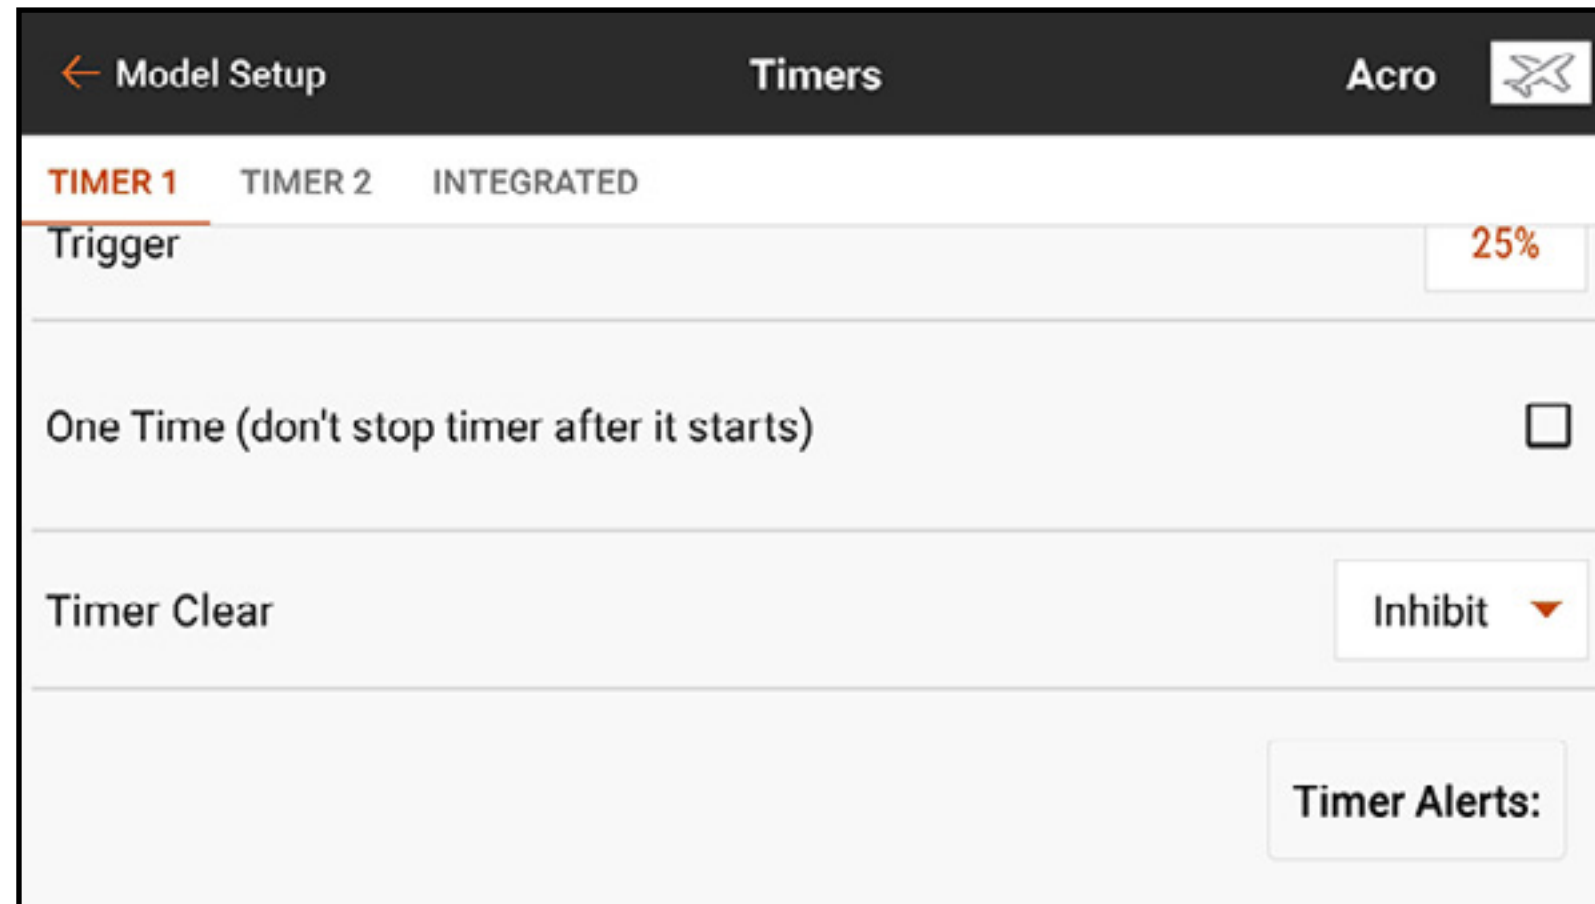 Model Setup Timers Acro
TIMER 1 TIMER 2 INTEGRATED
Trigger 25%
One Time (don't stop timer after it starts)
Timer Clear Inhibit
Timer Alerts: